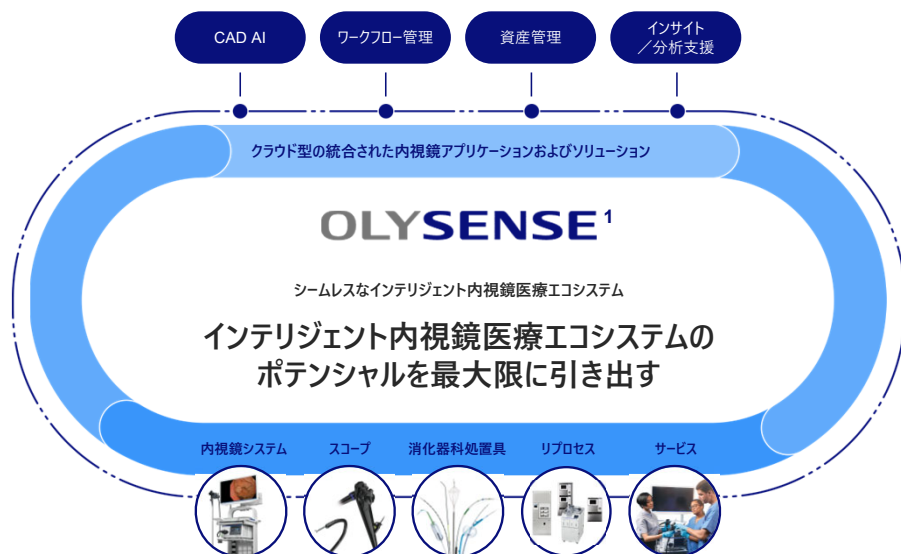 CAD AI
ワークフロー管理
資産管理
インサイト
／分析支援
クラウド型の統合された内視鏡アプリケーションおよびソリューション
OLYSENSE¹
シームレスなインテリジェント内視鏡医療エコシステム
インテリジェント内視鏡医療エコシステムの
ポテンシャルを最大限に引き出す
内視鏡システム
スコープ
消化器科処置具
リプロセス
サービス